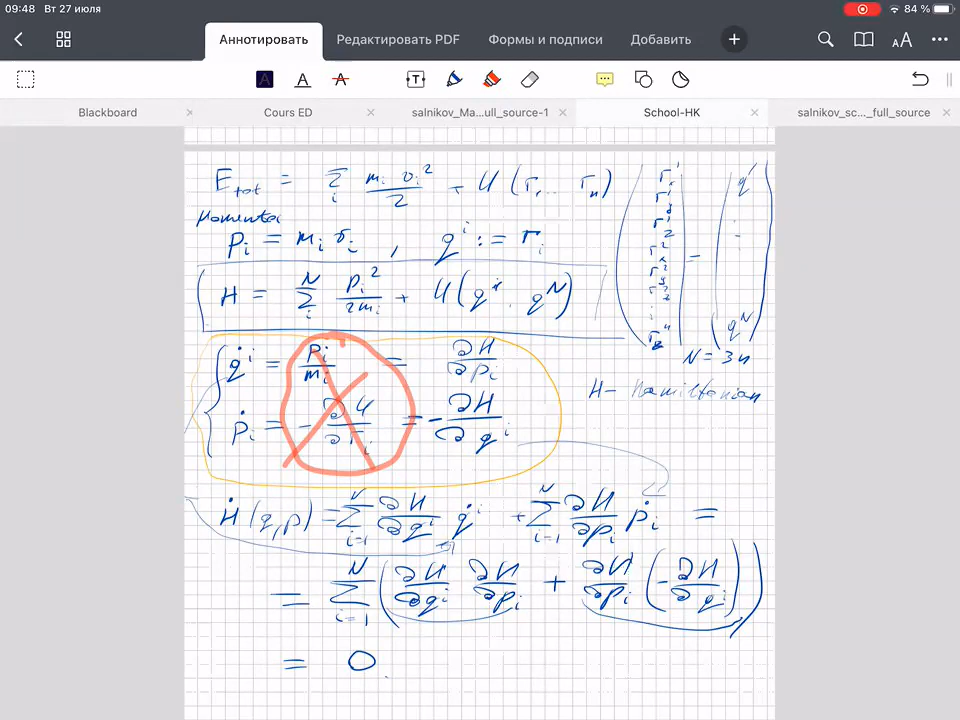 09:48 Вт 27 июля 84 %
Аннотировать Редактировать PDF Формы и подписи Добавить
Blackboard Cours ED salnikov_Ma...ull_source-1 School-HK salnikov_sc..._full_source
E_tot = Σ_i m_i v_i²/2 + U(r_1 ... r_n)
Momenta
p_i = m_i v_i , q^i := r_i
H = Σ_i^N p_i²/2m_i + U(q^1 . q^N)
q^1
q^N
N = 3n
H – Hamiltonian
q̇^i = p_i/m_i = ∂H/∂p_i
ṗ_i = - ∂U/∂r_i = - ∂H/∂q^i
Ḣ(q,p) = Σ_{i=1}^N ∂H/∂q^i q̇^i + Σ_{i=1}^N ∂H/∂p_i ṗ_i =
= Σ_{i=1}^N (∂H/∂q^i ∂H/∂p_i + ∂H/∂p_i (-∂H/∂q^i))
= 0